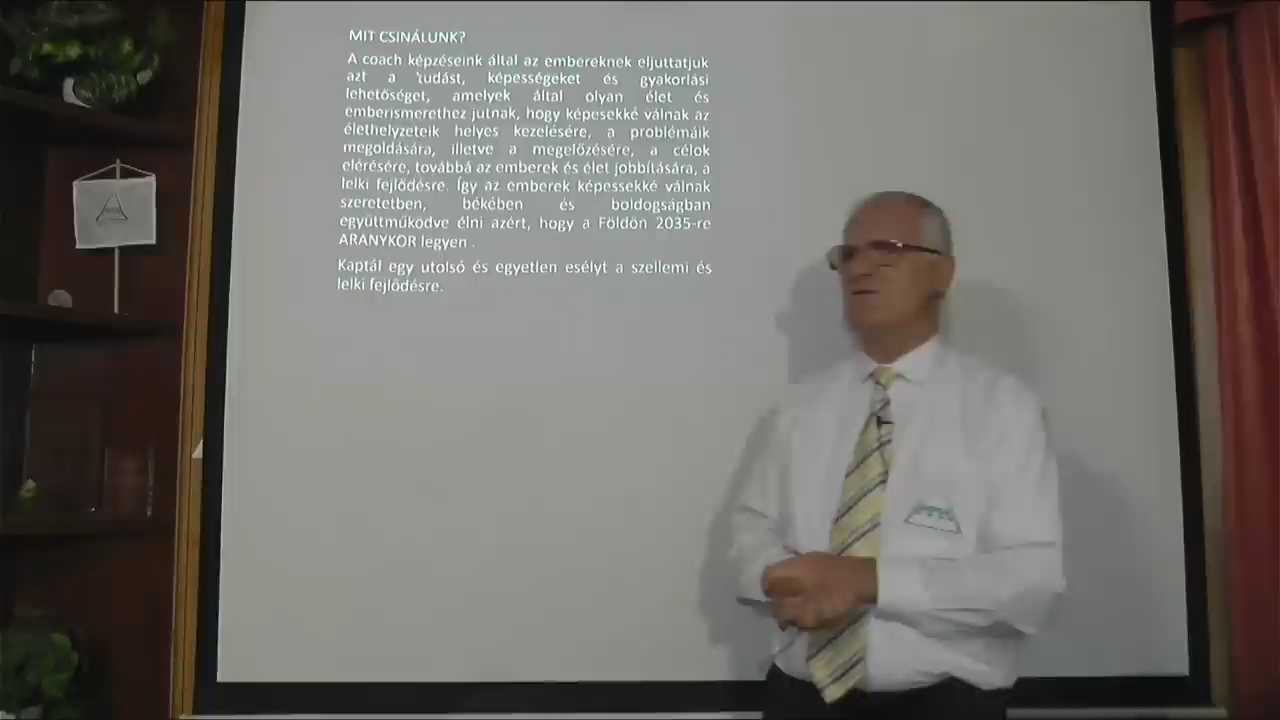 MIT CSINÁLUNK?
A coach képzéseink által az embereknek eljuttatjuk
azt a tudást, képességeket és gyakorlási
lehetőséget, amelyek által olyan élet és
emberismerethez jutnak, hogy képesekké válnak az
élethelyzeteik helyes kezelésére, a problémáik
megoldására, illetve a megelőzésére, a célok
elérésére, továbbá az emberek és élet jobbítására, a
lelki fejlődésre. Így az emberek képessekké válnak
szeretetben, békében és boldogságban
együttműködve élni azért, hogy a Földön 2035-re
ARANYKOR legyen .
Kaptál egy utolsó és egyetlen esélyt a szellemi és
lelki fejlődésre.